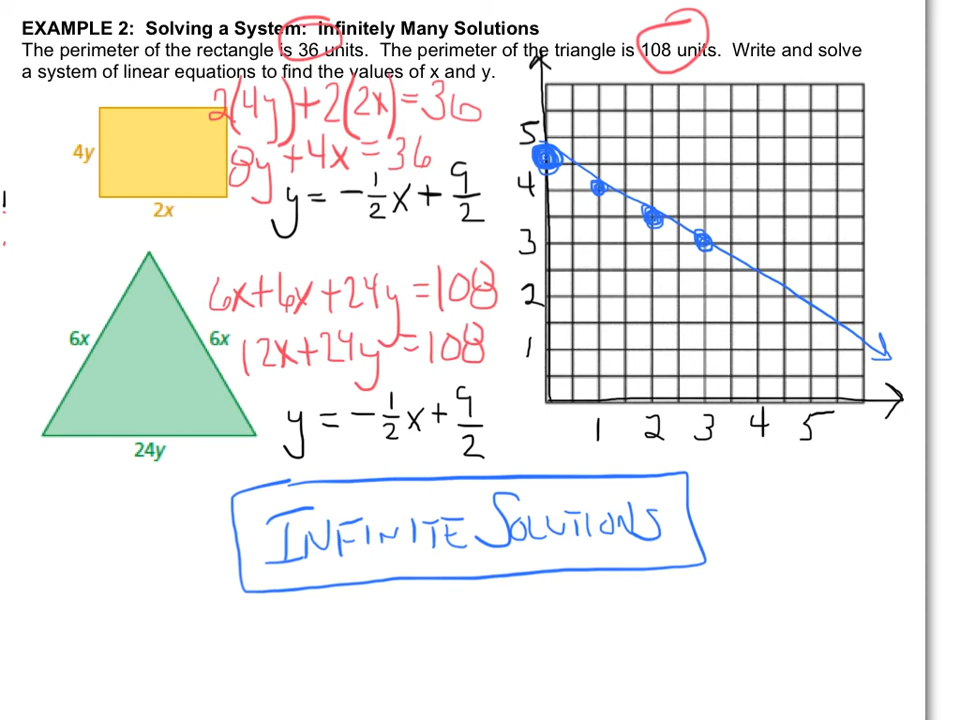 EXAMPLE 2: Solving a System: Infinitely Many Solutions
The perimeter of the rectangle is 36 units. The perimeter of the triangle is 108 units. Write and solve
a system of linear equations to find the values of x and y.
2(4y)+2(2x)=36
4y
8y+4x=36
y=-1/2x+9/2
2x
!
6x+6x+24y=108
6x
6x
12x+24y=108
y=-1/2x+9/2
24y
5
4
3
2
1
1 2 3 4 5
INFINITE SOLUTIONS